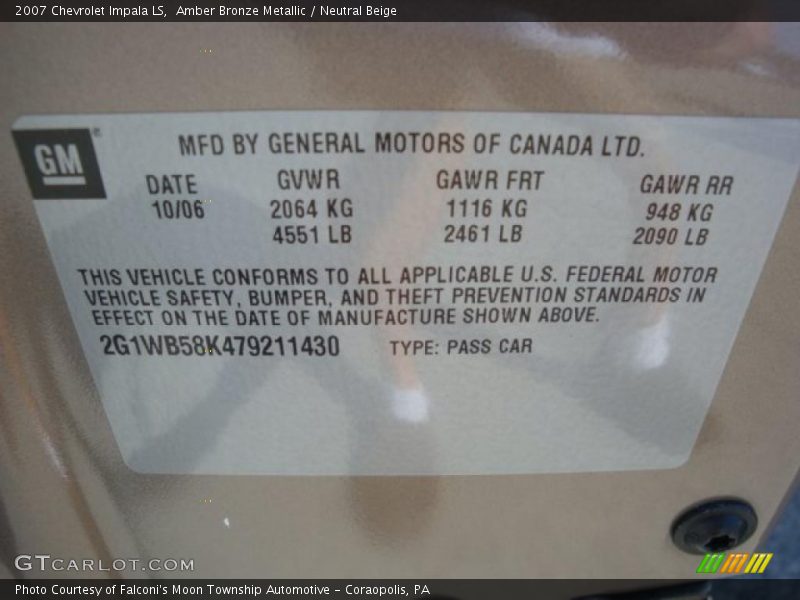 2007 Chevrolet Impala LS,  Amber Bronze Metallic / Neutral Beige
GM®
MFD BY GENERAL MOTORS OF CANADA LTD.
DATE GVWR GAWR FRT GAWR RR
10/06 2064 KG 1116 KG 948 KG
4551 LB 2461 LB 2090 LB
THIS VEHICLE CONFORMS TO ALL APPLICABLE U.S. FEDERAL MOTOR
VEHICLE SAFETY, BUMPER, AND THEFT PREVENTION STANDARDS IN
EFFECT ON THE DATE OF MANUFACTURE SHOWN ABOVE.
2G1WB58K479211430 TYPE: PASS CAR
GTCARLOT.COM
Photo Courtesy of Falconi's Moon Township Automotive – Coraopolis, PA